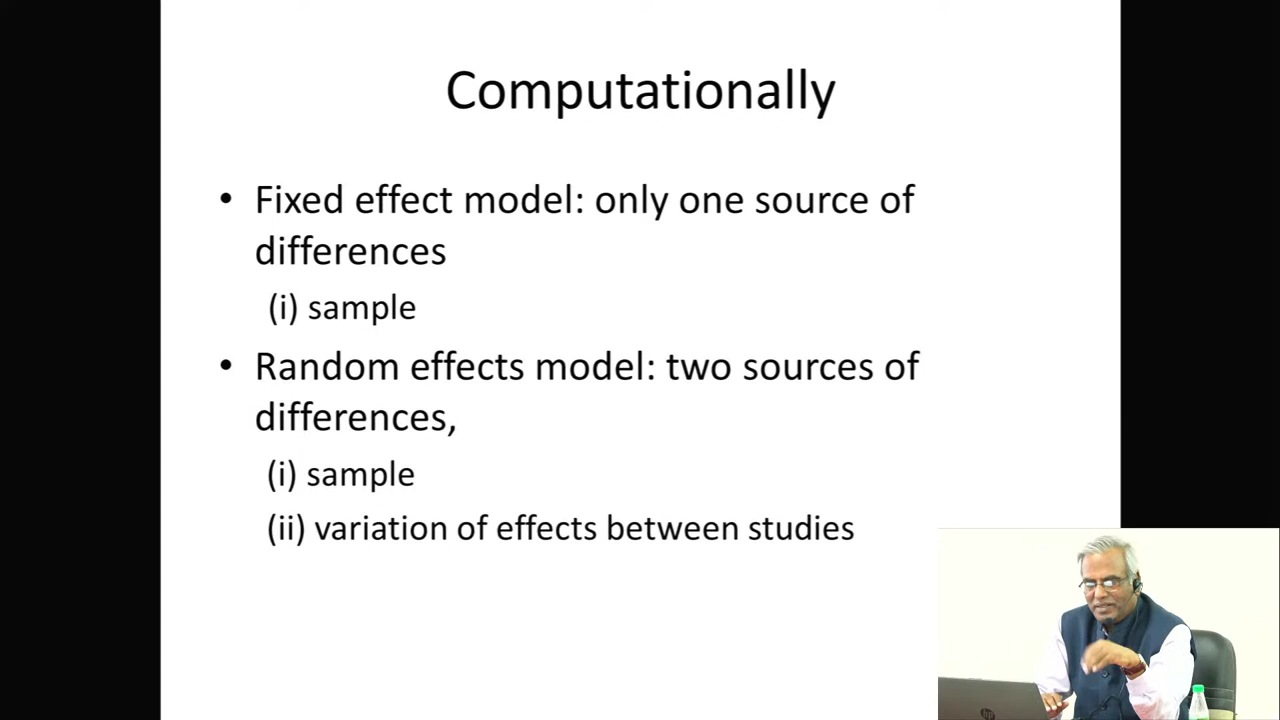 Computationally
• Fixed effect model: only one source of
differences
(i) sample
• Random effects model: two sources of
differences,
(i) sample
(ii) variation of effects between studies